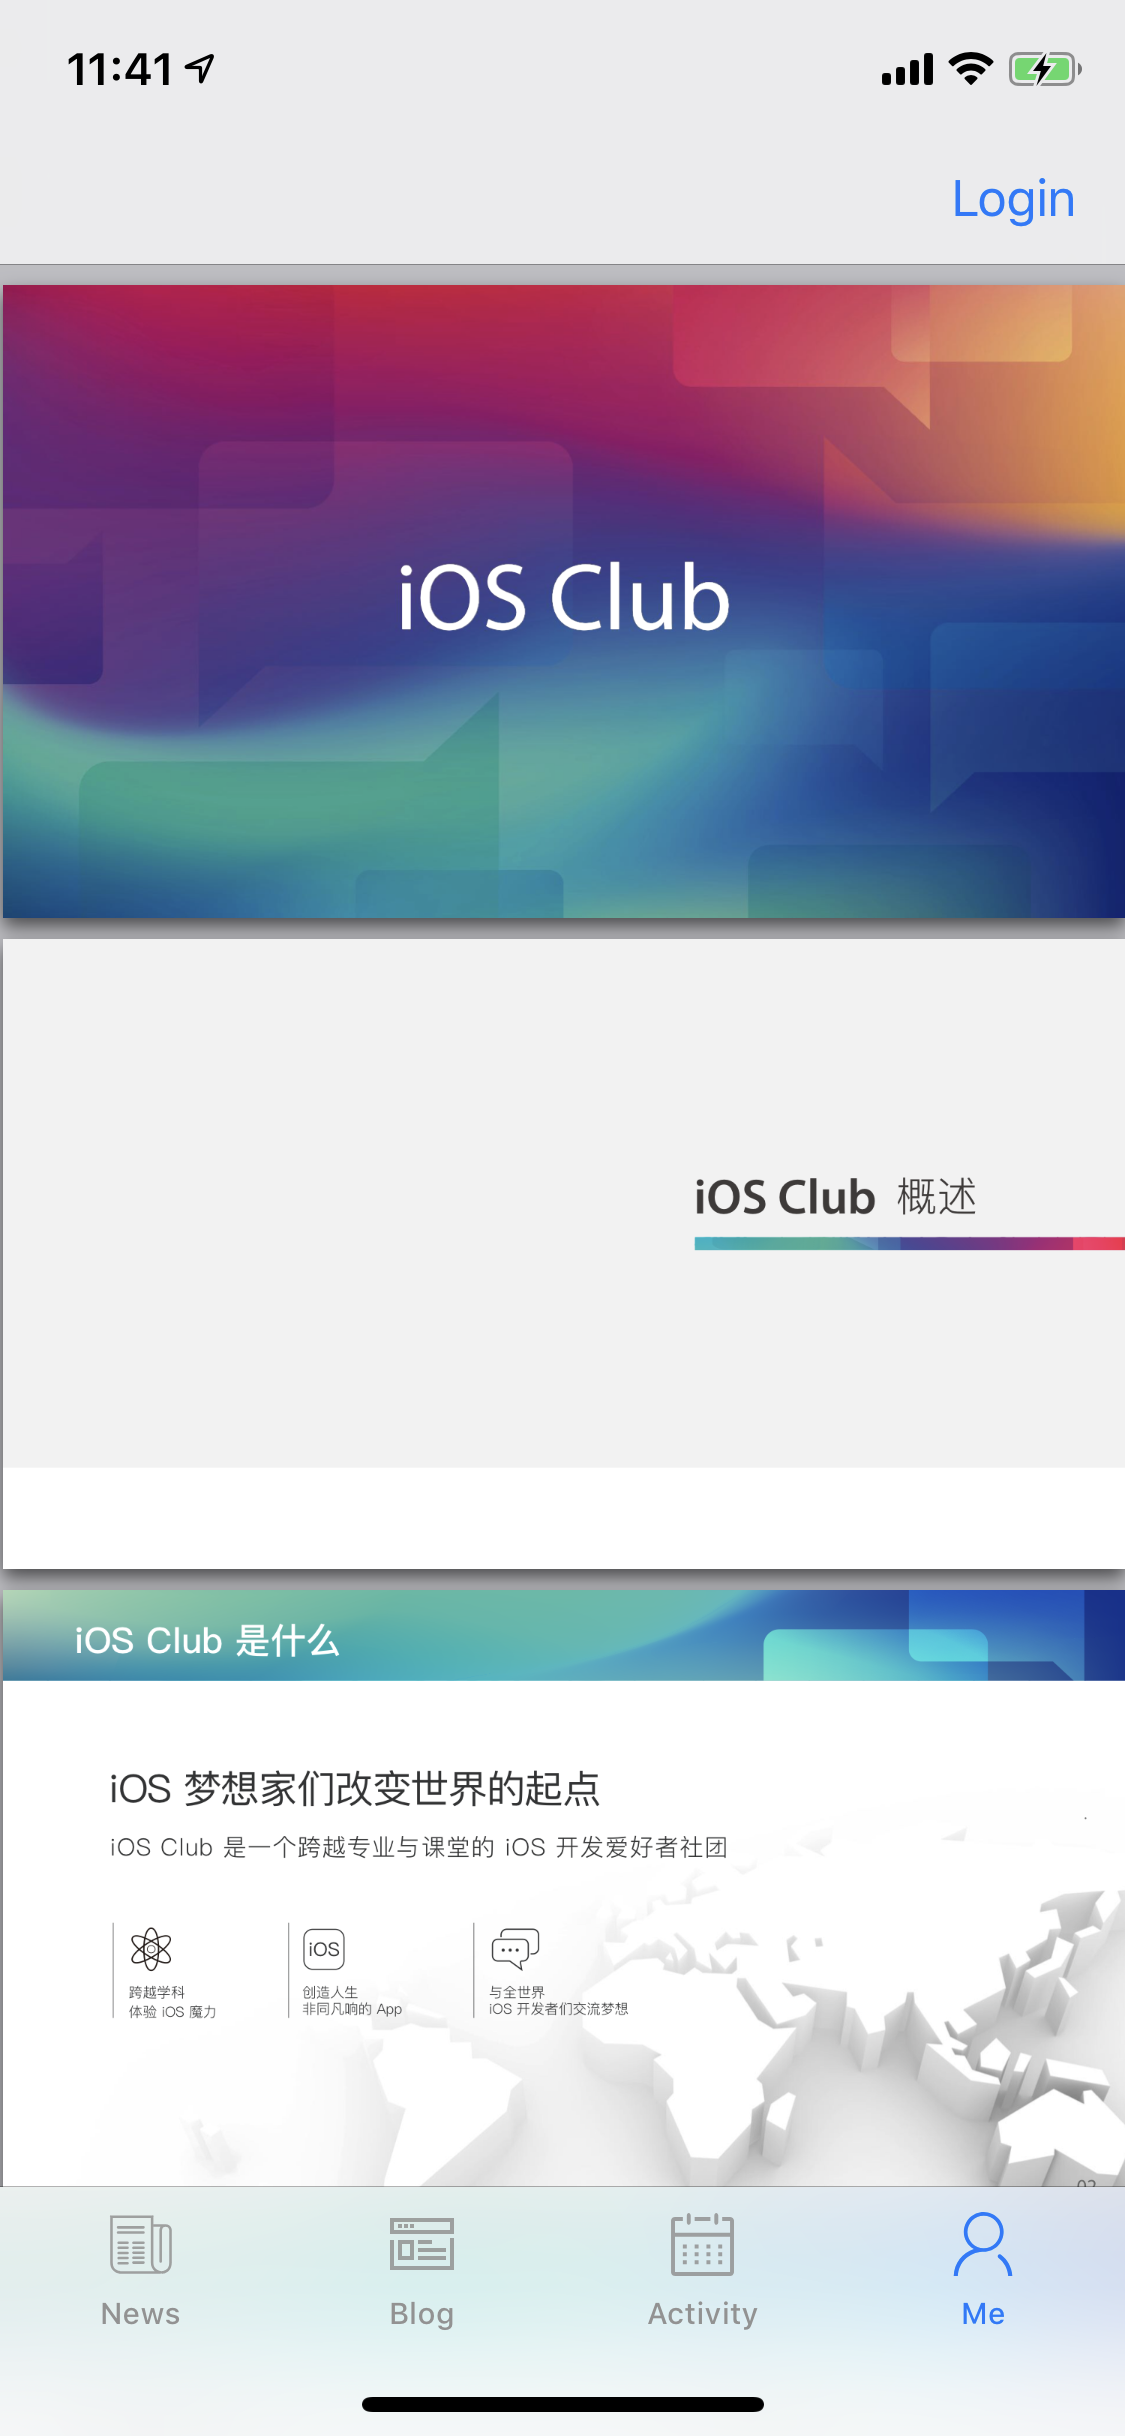 11:41
Login
iOS Club
iOS Club 概述
iOS Club 是什么
iOS 梦想家们改变世界的起点
iOS Club 是一个跨越专业与课堂的 iOS 开发爱好者社团
iOS
跨越学科
体验 iOS 魔力
创造人生
非同凡响的 App
与全世界
iOS 开发者们交流梦想
News
Blog
Activity
Me